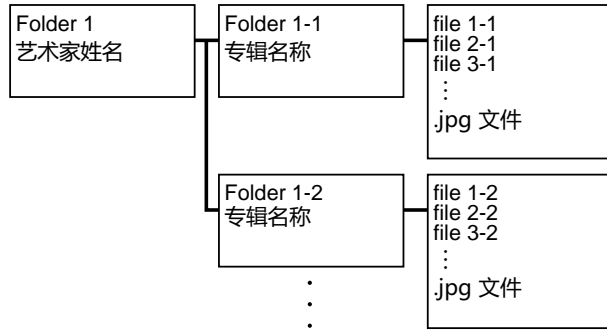 Folder 1
艺术家姓名
Folder 1-1
专辑名称
file 1-1
file 2-1
file 3-1
⋮
.jpg 文件
Folder 1-2
专辑名称
file 1-2
file 2-2
file 3-2
⋮
.jpg 文件